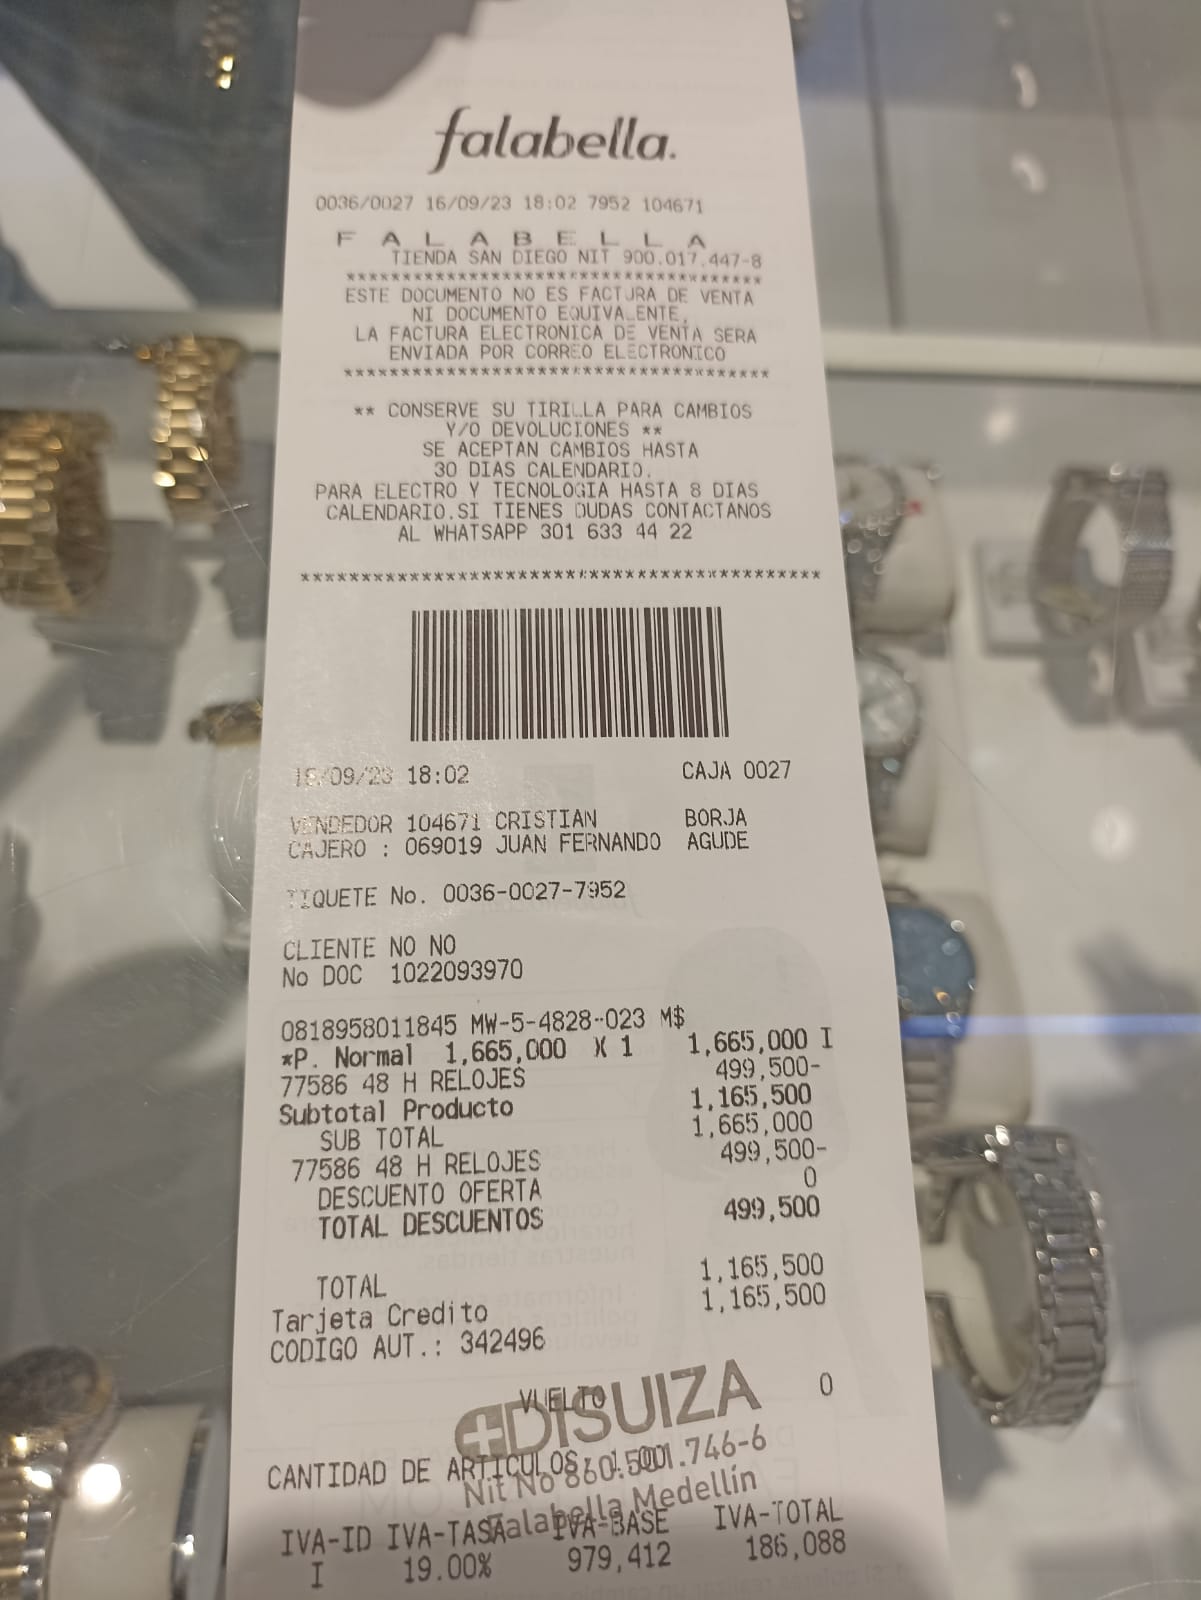 falabella.
0036/0027 16/09/23 18:02 7952 104671
F A L A B E L L A
TIENDA SAN DIEGO NIT 900.017.447-8
ESTE DOCUMENTO NO ES FACTURA DE VENTA
NI DOCUMENTO EQUIVALENTE,
LA FACTURA ELECTRONICA DE VENTA SERA
ENVIADA POR CORREO ELECTRONICO
** CONSERVE SU TIRILLA PARA CAMBIOS
Y/O DEVOLUCIONES **
SE ACEPTAN CAMBIOS HASTA
30 DIAS CALENDARIO.
PARA ELECTRO Y TECNOLOGIA HASTA 8 DIAS
CALENDARIO.SI TIENES DUDAS CONTACTANOS
AL WHATSAPP 301 633 44 22
16/09/23 18:02 CAJA 0027
VENDEDOR 104671 CRISTIAN BORJA
CAJERO : 069019 JUAN FERNANDO AGUDE
TIQUETE No. 0036-0027-7952
CLIENTE NO NO
No DOC 1022093970
0818958011845 MW-5-4828-023 M$
*P. Normal 1,665,000 X 1 1,665,000 I
77586 48 H RELOJES 499,500-
Subtotal Producto 1,165,500
SUB TOTAL 1,665,000
77586 48 H RELOJES 499,500-
DESCUENTO OFERTA 0
TOTAL DESCUENTOS 499,500
TOTAL 1,165,500
Tarjeta Credito 1,165,500
CODIGO AUT.: 342496
VUELTO 0
DISUIZA
CANTIDAD DE ARTICULOS: 1
Nit No 860.501.746-6
Falabella Medellín
IVA-ID IVA-TASA IVA-BASE IVA-TOTAL
I 19.00% 979,412 186,088